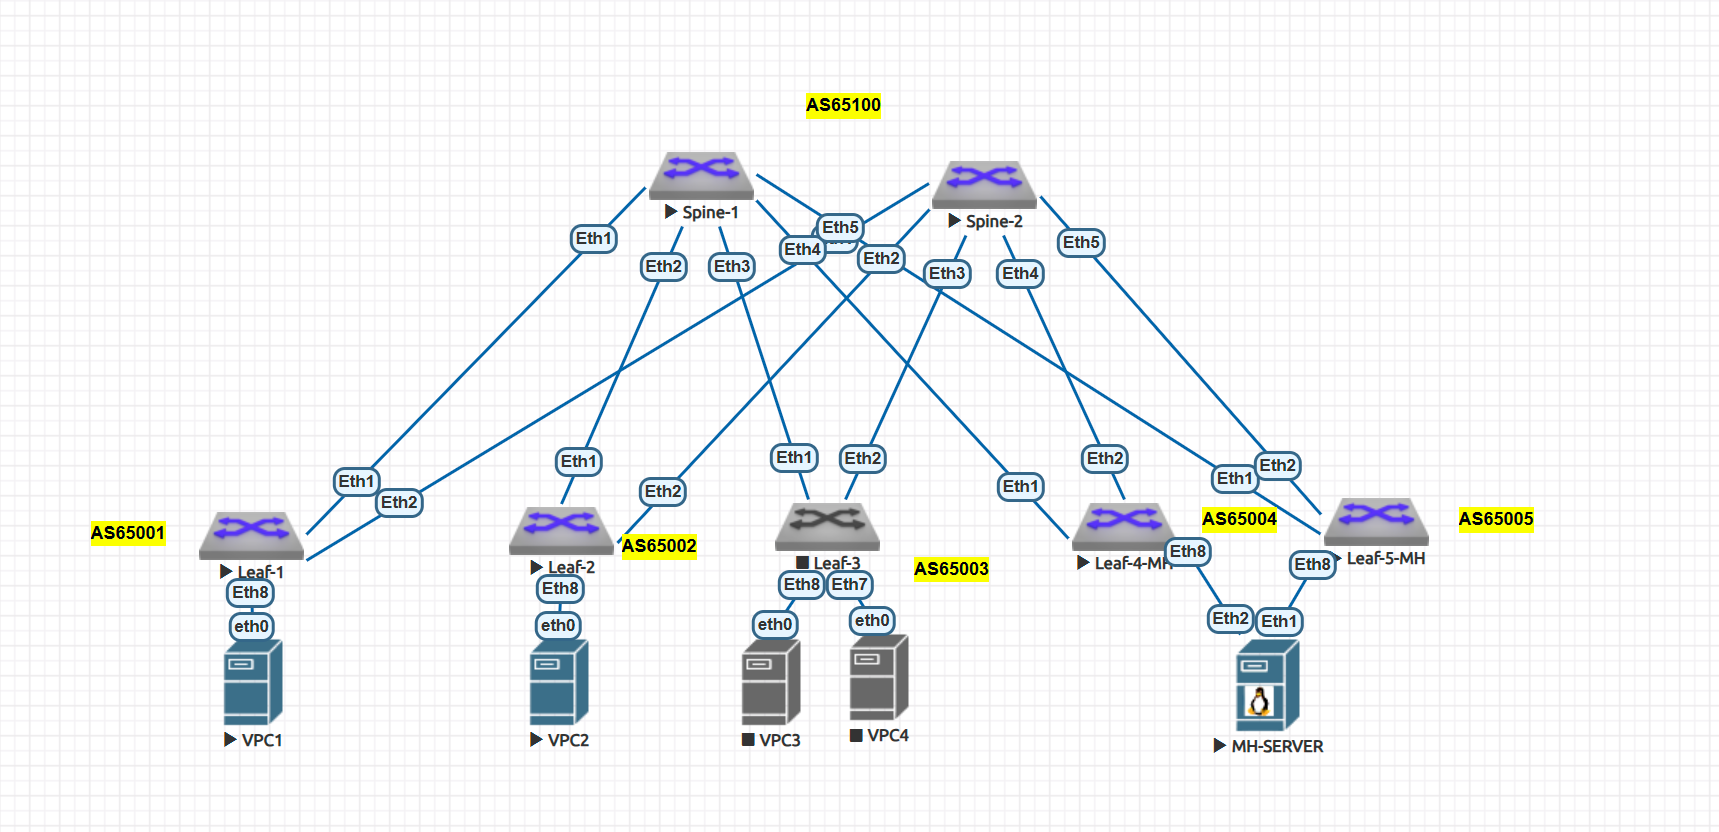 AS65100
Spine-1
Spine-2
Eth1
Eth2
Eth3
Eth4
Eth5
Eth2
Eth3
Eth4
Eth5
Eth1
Eth2
Eth1
Eth2
Eth1
Eth2
Eth1
Eth2
Eth1
Eth2
AS65001
Leaf-1
Leaf-2
AS65002
Leaf-3
AS65003
Leaf-4-MH
AS65004
Leaf-5-MH
AS65005
Eth8
eth0
Eth8
eth0
Eth8
Eth7
eth0
eth0
Eth8
Eth8
Eth2
Eth1
VPC1
VPC2
VPC3
VPC4
MH-SERVER